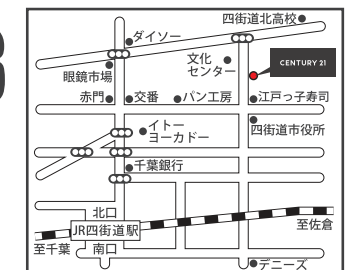 四街道北高校
ダイソー
文化
センター
眼鏡市場
CENTURY 21
赤門
交番
パン工房
江戸っ子寿司
イトー
ヨーカドー
四街道市役所
千葉銀行
北口
JR四街道駅
至佐倉
至千葉
南口
デニーズ